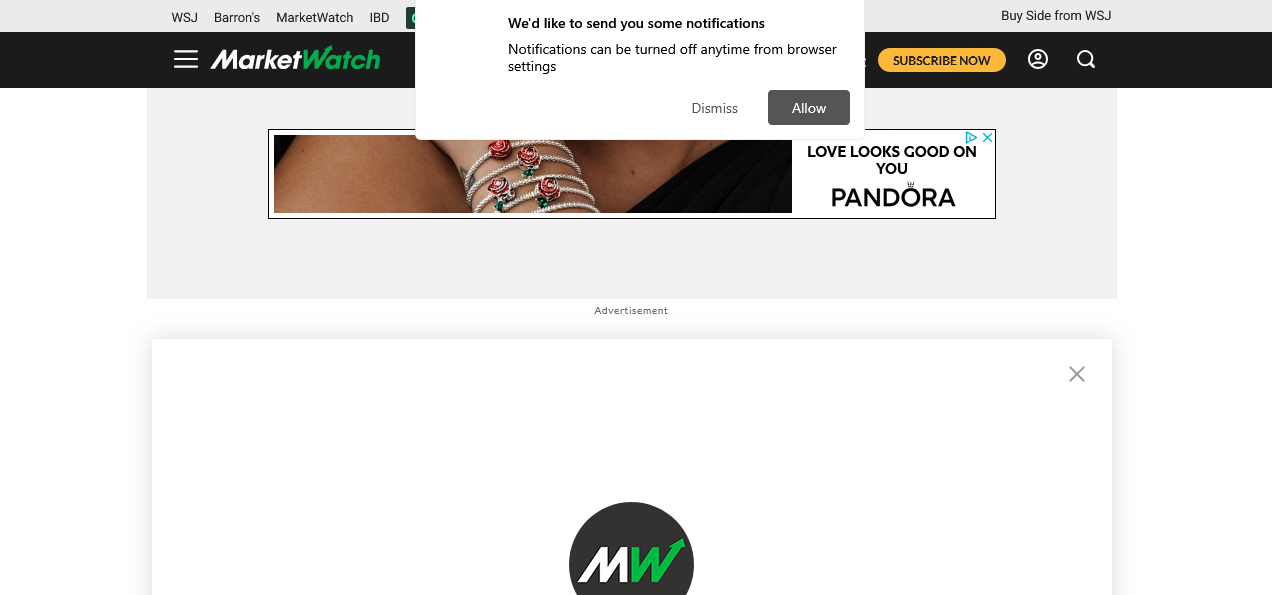 WSJ
Barron's
MarketWatch
IBD
Buy Side from WSJ
We'd like to send you some notifications
Notifications can be turned off anytime from browser
settings
Dismiss
Allow
MarketWatch
SUBSCRIBE NOW
LOVE LOOKS GOOD ON
YOU
PANDÖRA
Advertisement
MW